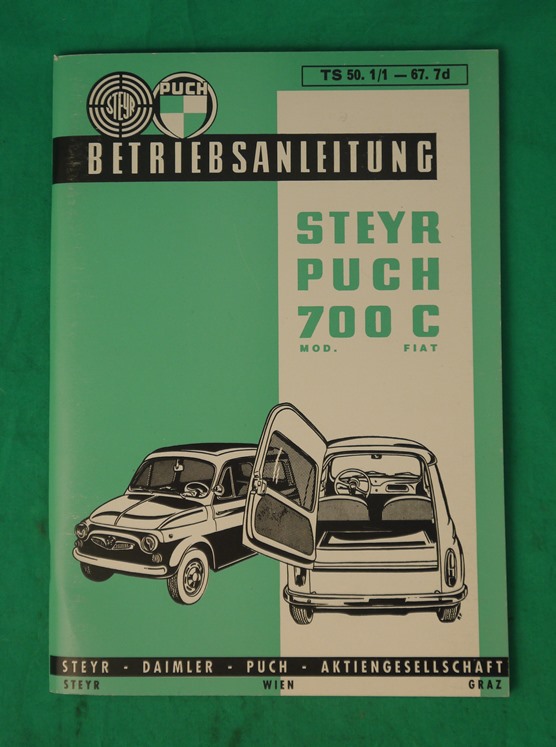 STEYR
PUCH
TS 50. 1/1 — 67. 7d
BETRIEBSANLEITUNG
STEYR
PUCH
700 C
MOD. FIAT
STEYR - DAIMLER - PUCH - AKTIENGESELLSCHAFT
STEYR WIEN GRAZ